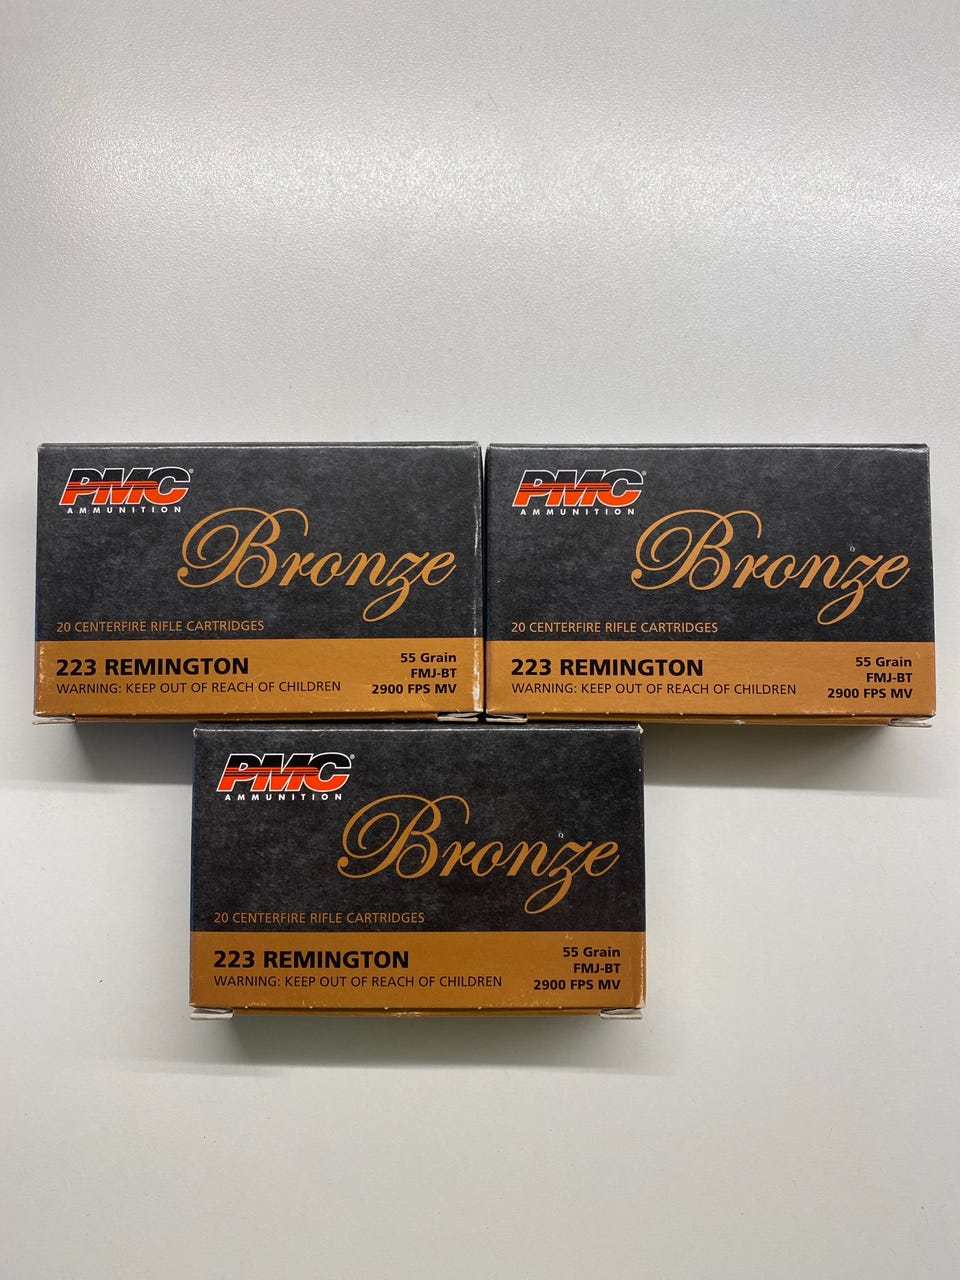 PMC®
AMMUNITION
Bronze
20 CENTERFIRE RIFLE CARTRIDGES
223 REMINGTON
WARNING: KEEP OUT OF REACH OF CHILDREN
55 Grain
FMJ-BT
2900 FPS MV
PMC®
AMMUNITION
Bronze
20 CENTERFIRE RIFLE CARTRIDGES
223 REMINGTON
WARNING: KEEP OUT OF REACH OF CHILDREN
55 Grain
FMJ-BT
2900 FPS MV
PMC®
AMMUNITION
Bronze
20 CENTERFIRE RIFLE CARTRIDGES
223 REMINGTON
WARNING: KEEP OUT OF REACH OF CHILDREN
55 Grain
FMJ-BT
2900 FPS MV